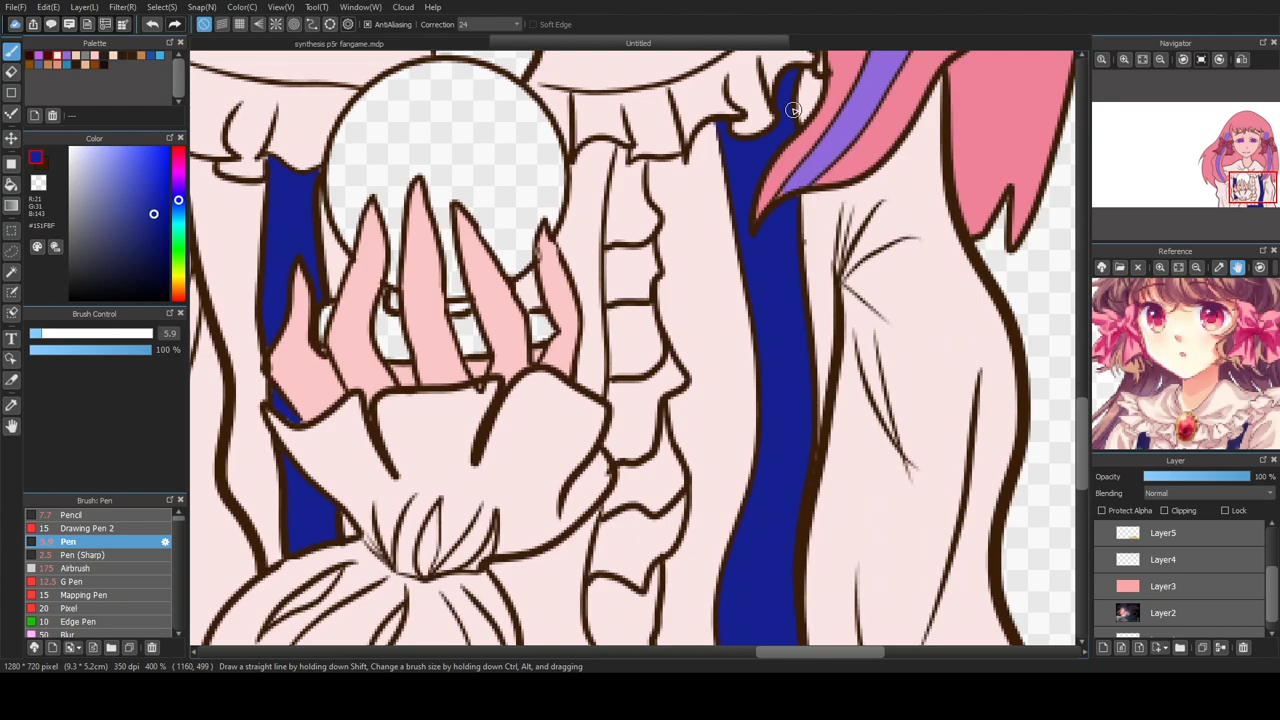 File(F) Edit(E) Layer(L) Filter(R) Select(S) Snap(N) Color(C) View(V) Tool(T) Window(W) Cloud Help(H)
AntiAliasing Correction 24 Soft Edge
Palette
synthesis p5r fangame.mdp
Untitled
Navigator
---
Color
R:21
G:31
B:143
#151F8F
Brush Control
5.9
100 %
Brush: Pen
7.7 Pencil
15 Drawing Pen 2
5.9 Pen
2.5 Pen (Sharp)
175 Airbrush
12.5 G Pen
15 Mapping Pen
20 Pixel
10 Edge Pen
50 Blur
Reference
Layer
Opacity 100 %
Blending Normal
Protect Alpha Clipping Lock
Layer5
Layer4
Layer3
Layer2
1280 * 720 pixel (9.3 * 5.2cm) 350 dpi 400 % ( 1160, 499 ) Draw a straight line by holding down Shift, Change a brush size by holding down Ctrl, Alt, and dragging